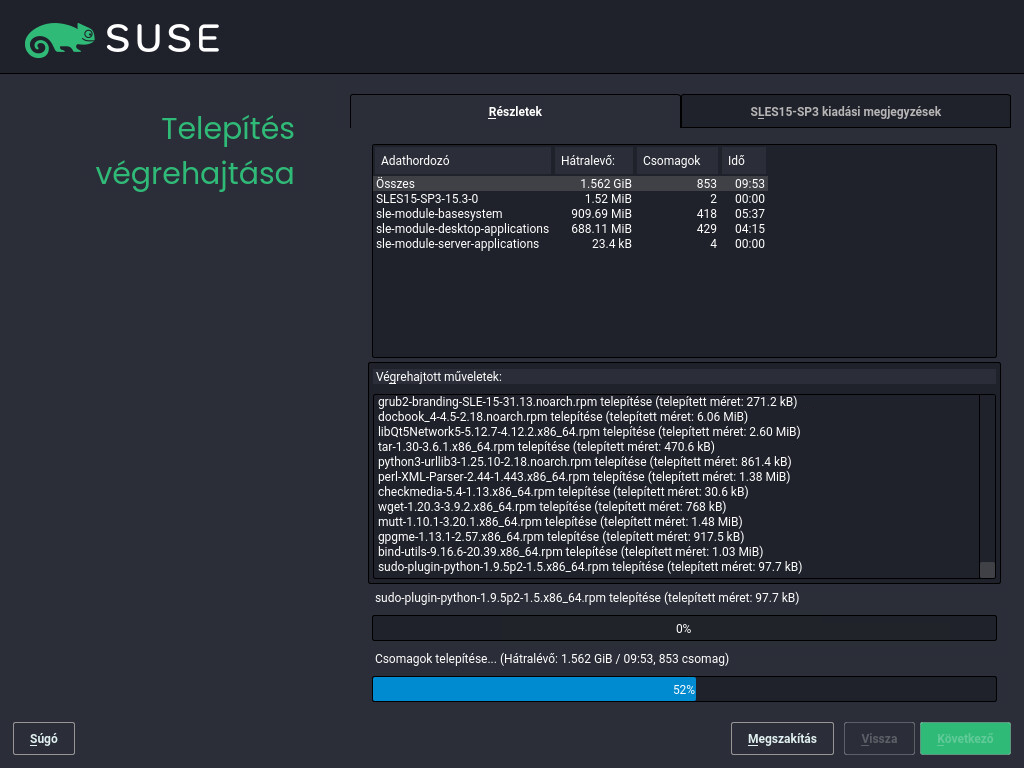 SUSE
Telepítés
végrehajtása
Részletek
SLES15-SP3 kiadási megjegyzések
Adathordozó Hátralevő: Csomagok Idő
Összes 1.562 GiB 853 09:53
SLES15-SP3-15.3-0 1.52 MiB 2 00:00
sle-module-basesystem 909.69 MiB 418 05:37
sle-module-desktop-applications 688.11 MiB 429 04:15
sle-module-server-applications 23.4 kB 4 00:00
Végrehajtott műveletek:
grub2-branding-SLE-15-31.13.noarch.rpm telepítése (telepített méret: 271.2 kB)
docbook_4-4.5-2.18.noarch.rpm telepítése (telepített méret: 6.06 MiB)
libQt5Network5-5.12.7-4.12.2.x86_64.rpm telepítése (telepített méret: 2.60 MiB)
tar-1.30-3.6.1.x86_64.rpm telepítése (telepített méret: 470.6 kB)
python3-urllib3-1.25.10-2.18.noarch.rpm telepítése (telepített méret: 861.4 kB)
perl-XML-Parser-2.44-1.443.x86_64.rpm telepítése (telepített méret: 1.38 MiB)
checkmedia-5.4-1.13.x86_64.rpm telepítése (telepített méret: 30.6 kB)
wget-1.20.3-3.9.2.x86_64.rpm telepítése (telepített méret: 768 kB)
mutt-1.10.1-3.20.1.x86_64.rpm telepítése (telepített méret: 1.48 MiB)
gpgme-1.13.1-2.57.x86_64.rpm telepítése (telepített méret: 917.5 kB)
bind-utils-9.16.6-20.39.x86_64.rpm telepítése (telepített méret: 1.03 MiB)
sudo-plugin-python-1.9.5p2-1.5.x86_64.rpm telepítése (telepített méret: 97.7 kB)
sudo-plugin-python-1.9.5p2-1.5.x86_64.rpm telepítése (telepített méret: 97.7 kB)
0%
Csomagok telepítése... (Hátralévő: 1.562 GiB / 09:53, 853 csomag)
52%
Súgó
Megszakítás
Vissza
Következő